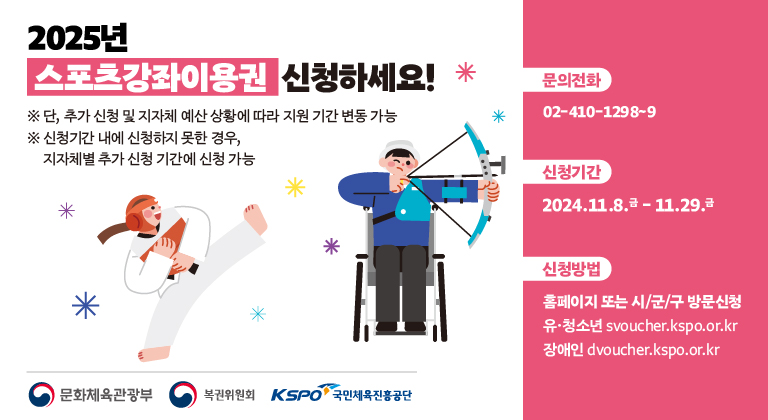 2025년
스포츠강좌이용권 신청하세요!
※ 단, 추가 신청 및 지자체 예산 상황에 따라 지원 기간 변동 가능
※ 신청기간 내에 신청하지 못한 경우,
지자체별 추가 신청 기간에 신청 가능
문화체육관광부 복권위원회 KSPO 국민체육진흥공단
문의전화
02-410-1298~9
신청기간
2024.11.8.금 - 11.29.금
신청방법
홈페이지 또는 시/군/구 방문신청
유·청소년 svoucher.kspo.or.kr
장애인 dvoucher.kspo.or.kr